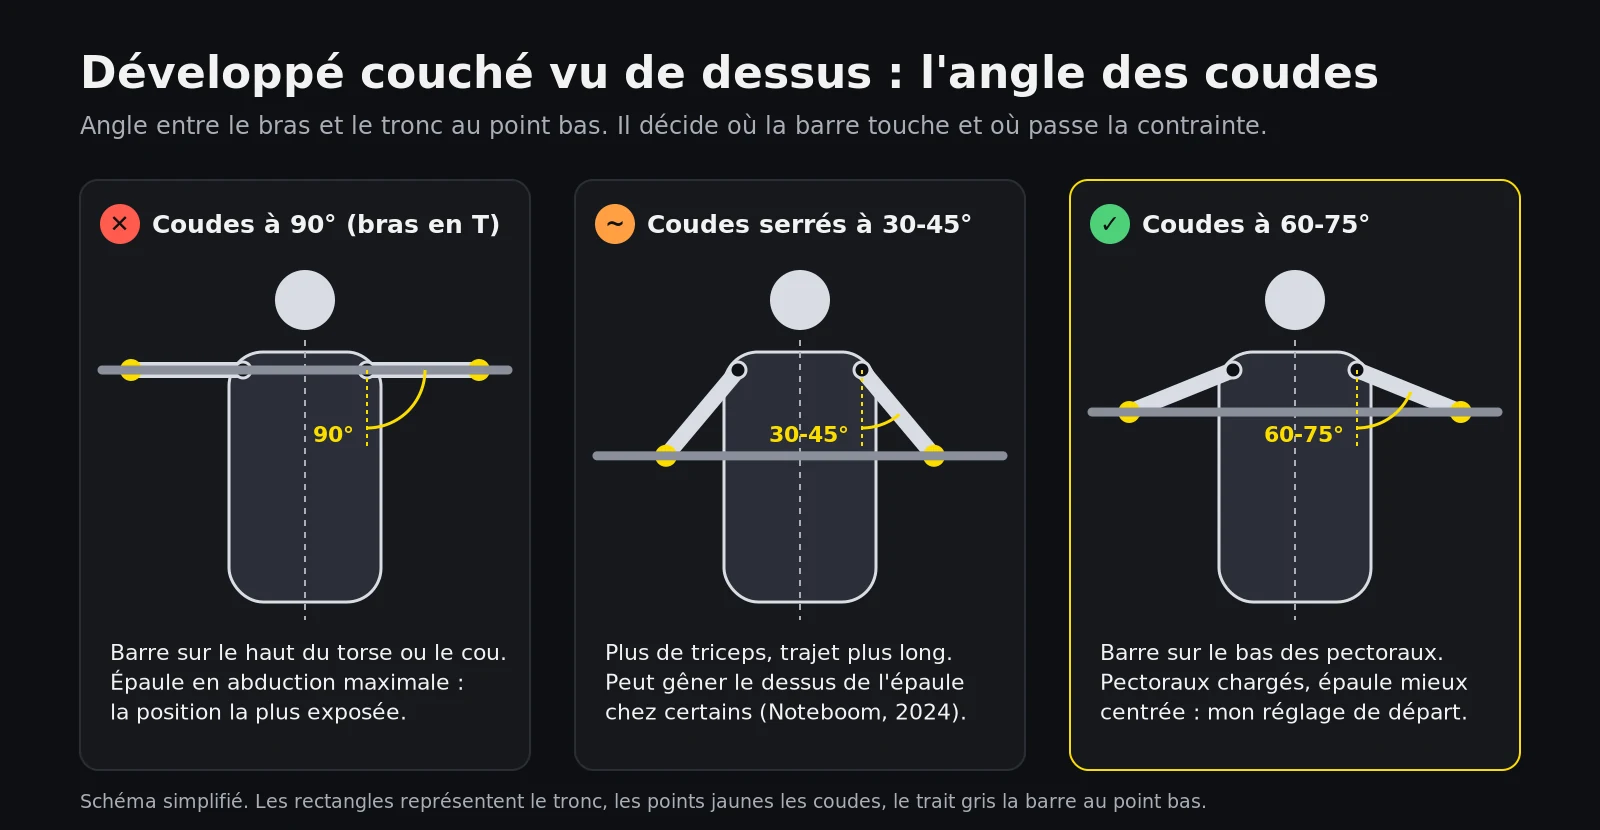 Développé couché vu de dessus : l'angle des coudes
Angle entre le bras et le tronc au point bas. Il décide où la barre touche et où passe la contrainte.
✕ Coudes à 90° (bras en T)
90°
Barre sur le haut du torse ou le cou.
Épaule en abduction maximale :
la position la plus exposée.
~ Coudes serrés à 30-45°
30-45°
Plus de triceps, trajet plus long.
Peut gêner le dessus de l'épaule
chez certains (Noteboom, 2024).
✓ Coudes à 60-75°
60-75°
Barre sur le bas des pectoraux.
Pectoraux chargés, épaule mieux
centrée : mon réglage de départ.
Schéma simplifié. Les rectangles représentent le tronc, les points jaunes les coudes, le trait gris la barre au point bas.